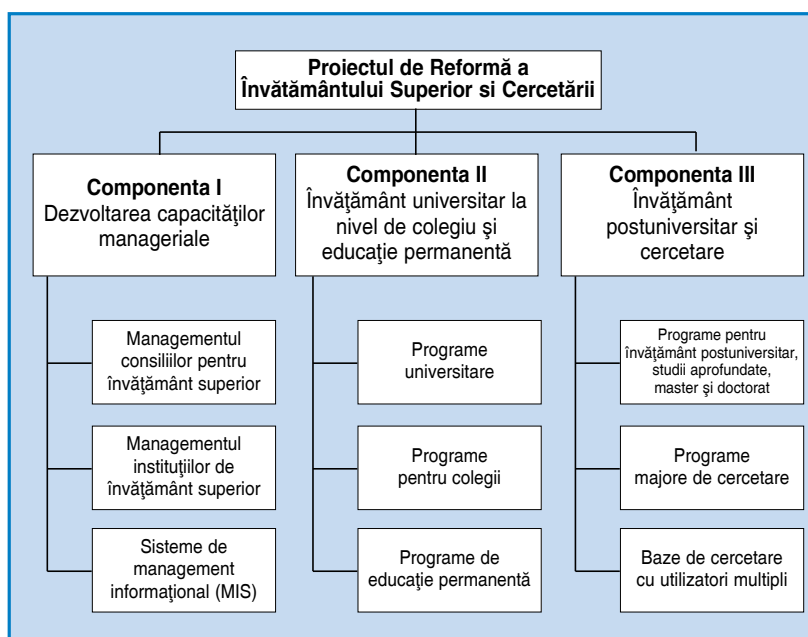 Proiectul de Reformă a
Învătământului Superior si Cercetării
Componenta I
Dezvoltarea capacităţilor
manageriale
Componenta II
Învăţământ universitar la
nivel de colegiu şi
educaţie permanentă
Componenta III
Învăţământ
postuniversitar şi
cercetare
Managementul
consiliilor pentru
învăţământ superior
Managementul
instituţiilor de
învăţământ superior
Sisteme de
management
informaţional (MIS)
Programe
universitare
Programe
pentru colegii
Programe de
educaţie permanentă
Programe pentru
învăţământ postuniversitar,
studii aprofundate,
master şi doctorat
Programe
majore de cercetare
Baze de cercetare
cu utilizatori multipli